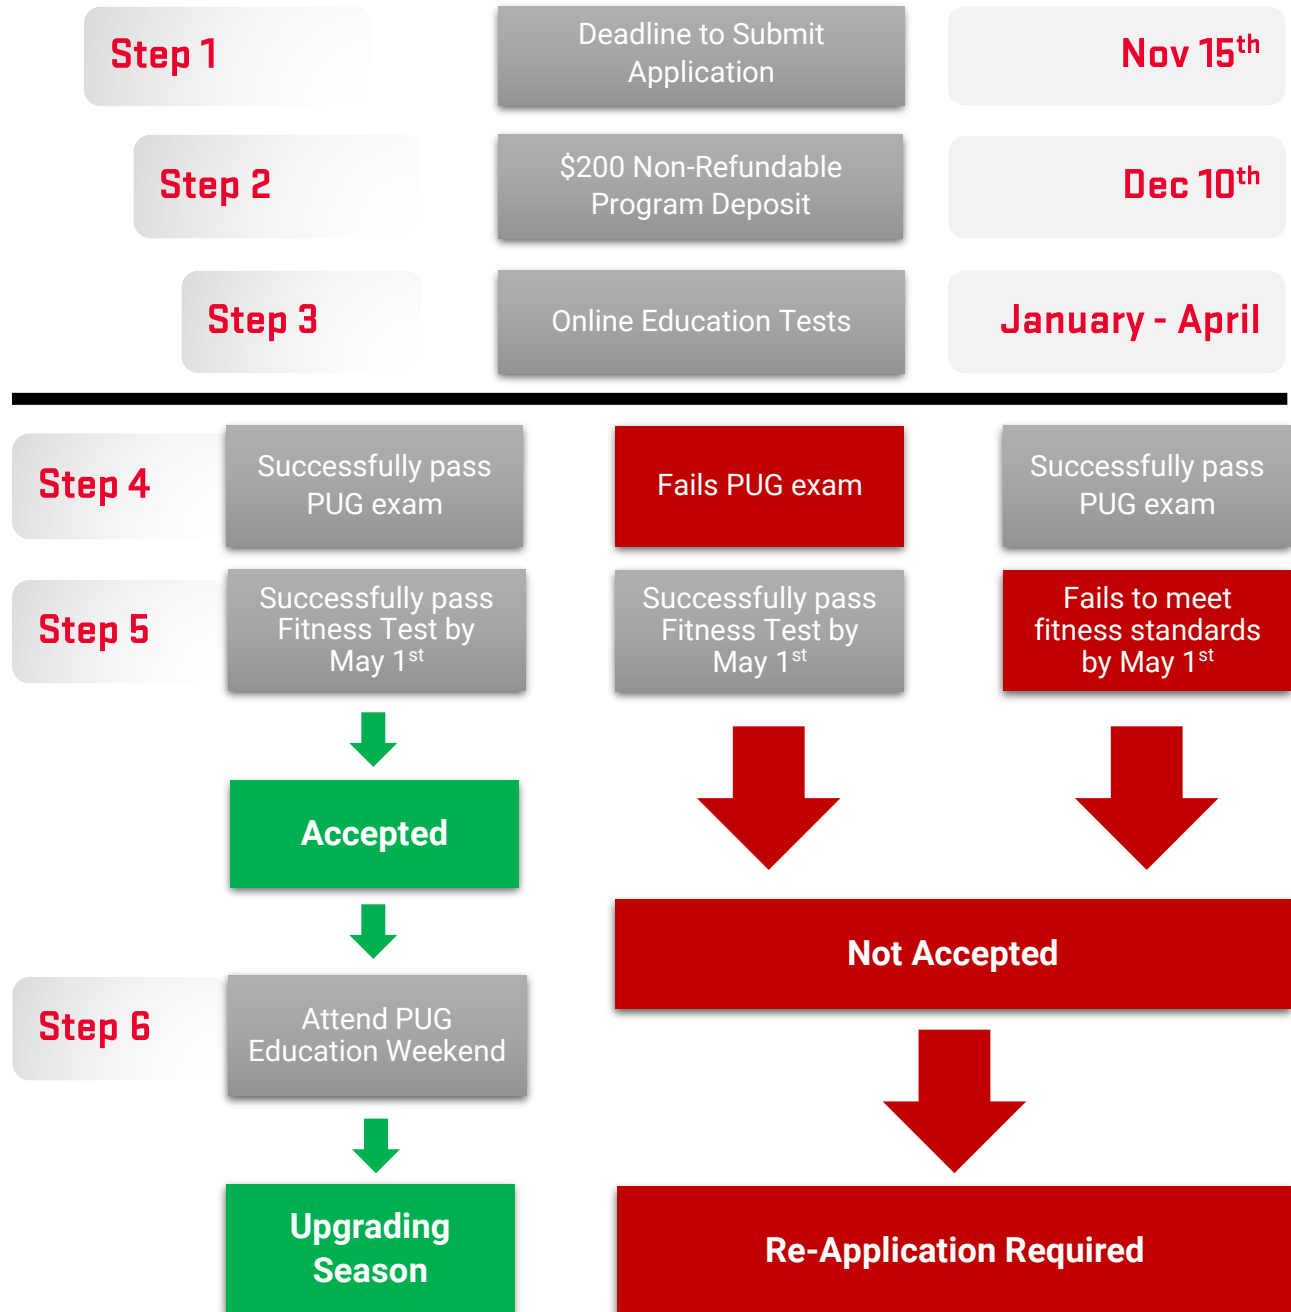 Step 1
Deadline to Submit
Application
Nov 15th
Step 2
$200 Non-Refundable
Program Deposit
Dec 10th
Step 3
Online Education Tests
January - April
Step 4
Successfully pass
PUG exam
Fails PUG exam
Successfully pass
PUG exam
Step 5
Successfully pass
Fitness Test by
May 1st
Successfully pass
Fitness Test by
May 1st
Fails to meet
fitness standards
by May 1st
Accepted
Not Accepted
Step 6
Attend PUG
Education Weekend
Upgrading
Season
Re-Application Required